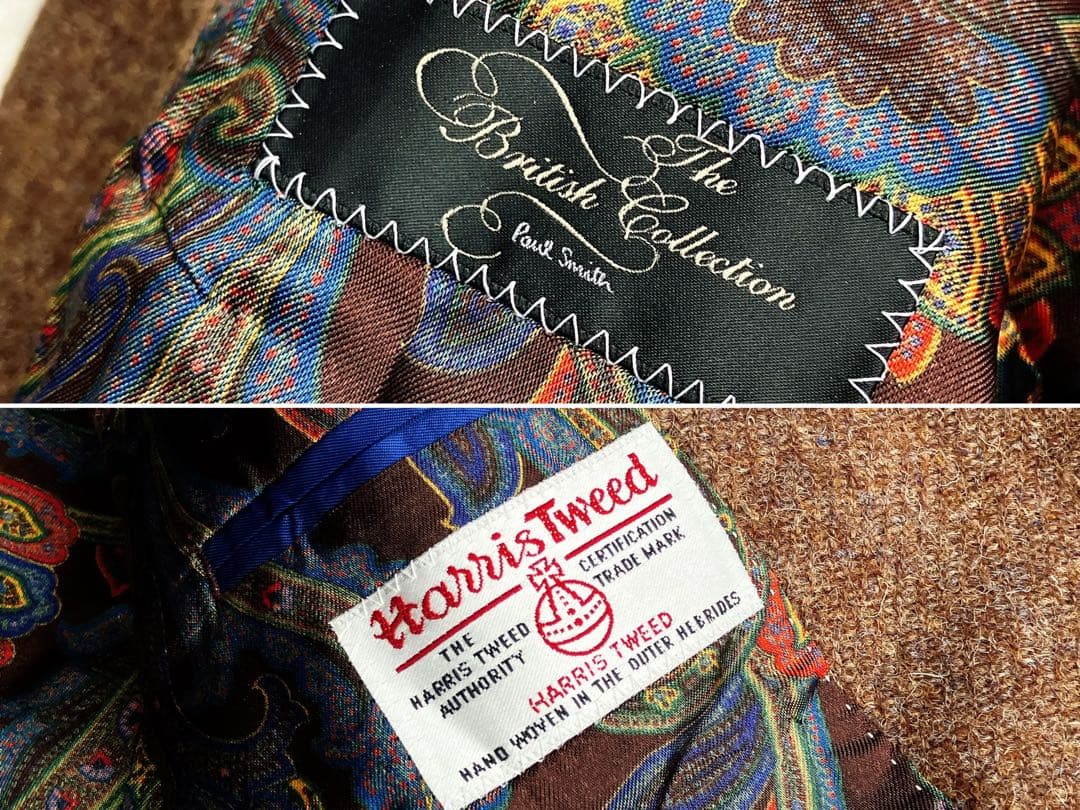 The
British Collection
Paul Smith
Harris Tweed
CERTIFICATION
TRADE MARK
THE
HARRIS TWEED
AUTHORITY
HARRIS TWEED
HAND WOVEN IN THE OUTER HEBRIDES